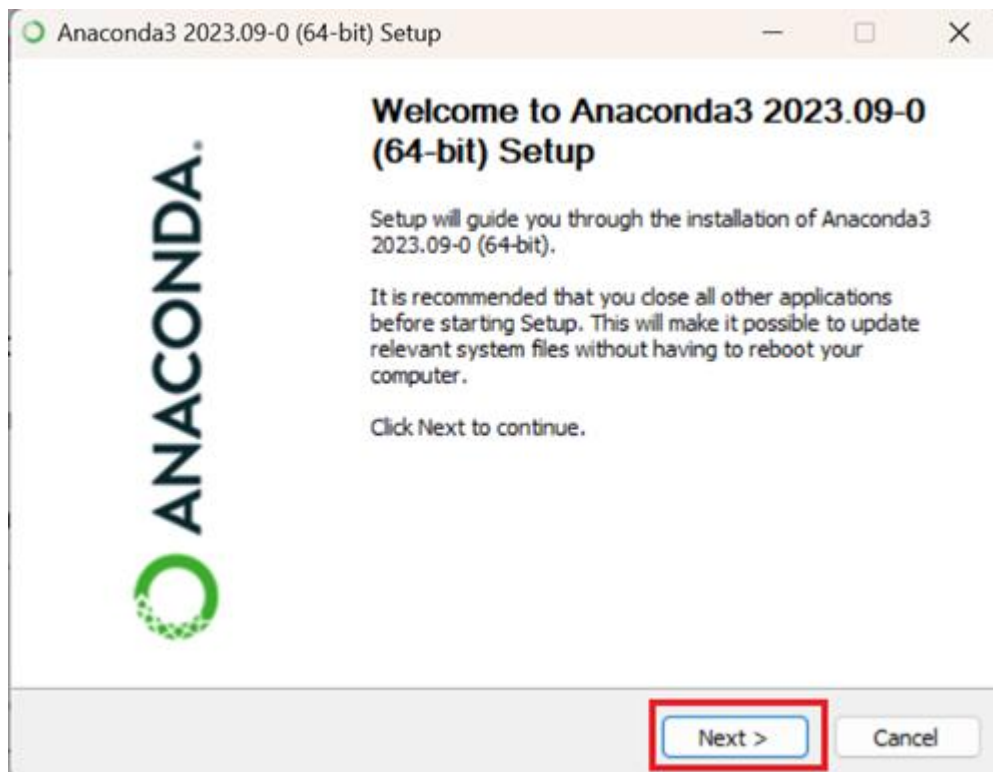 Anaconda3 2023.09-0 (64-bit) Setup
Welcome to Anaconda3 2023.09-0
(64-bit) Setup
ANACONDA.
Setup will guide you through the installation of Anaconda3
2023.09-0 (64-bit).
It is recommended that you close all other applications
before starting Setup. This will make it possible to update
relevant system files without having to reboot your
computer.
Click Next to continue.
Next >
Cancel